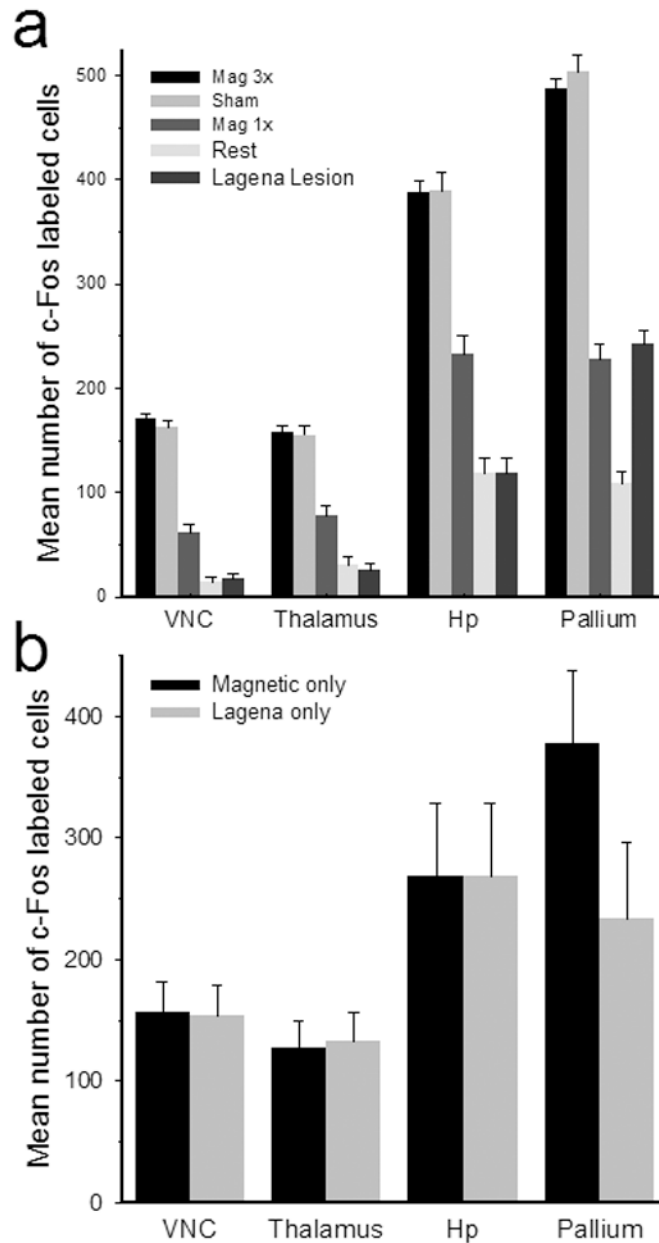 a
Mean number of c-Fos labeled cells
500
400
300
200
100
0
Mag 3x
Sham
Mag 1x
Rest
Lagena Lesion
VNC Thalamus Hp Pallium
b
Mean number of c-Fos labeled cells
400
300
200
100
0
Magnetic only
Lagena only
VNC Thalamus Hp Pallium